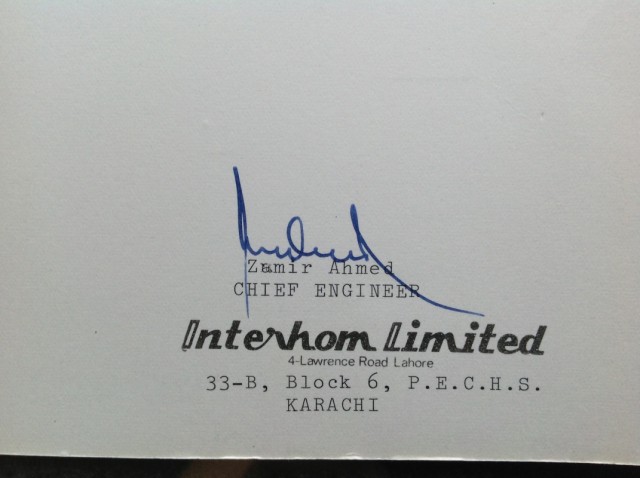 Zamir Ahmed
CHIEF ENGINEER
Interhom Limited
4-Lawrence Road Lahore
33-B, Block 6, P.E.C.H.S.
KARACHI